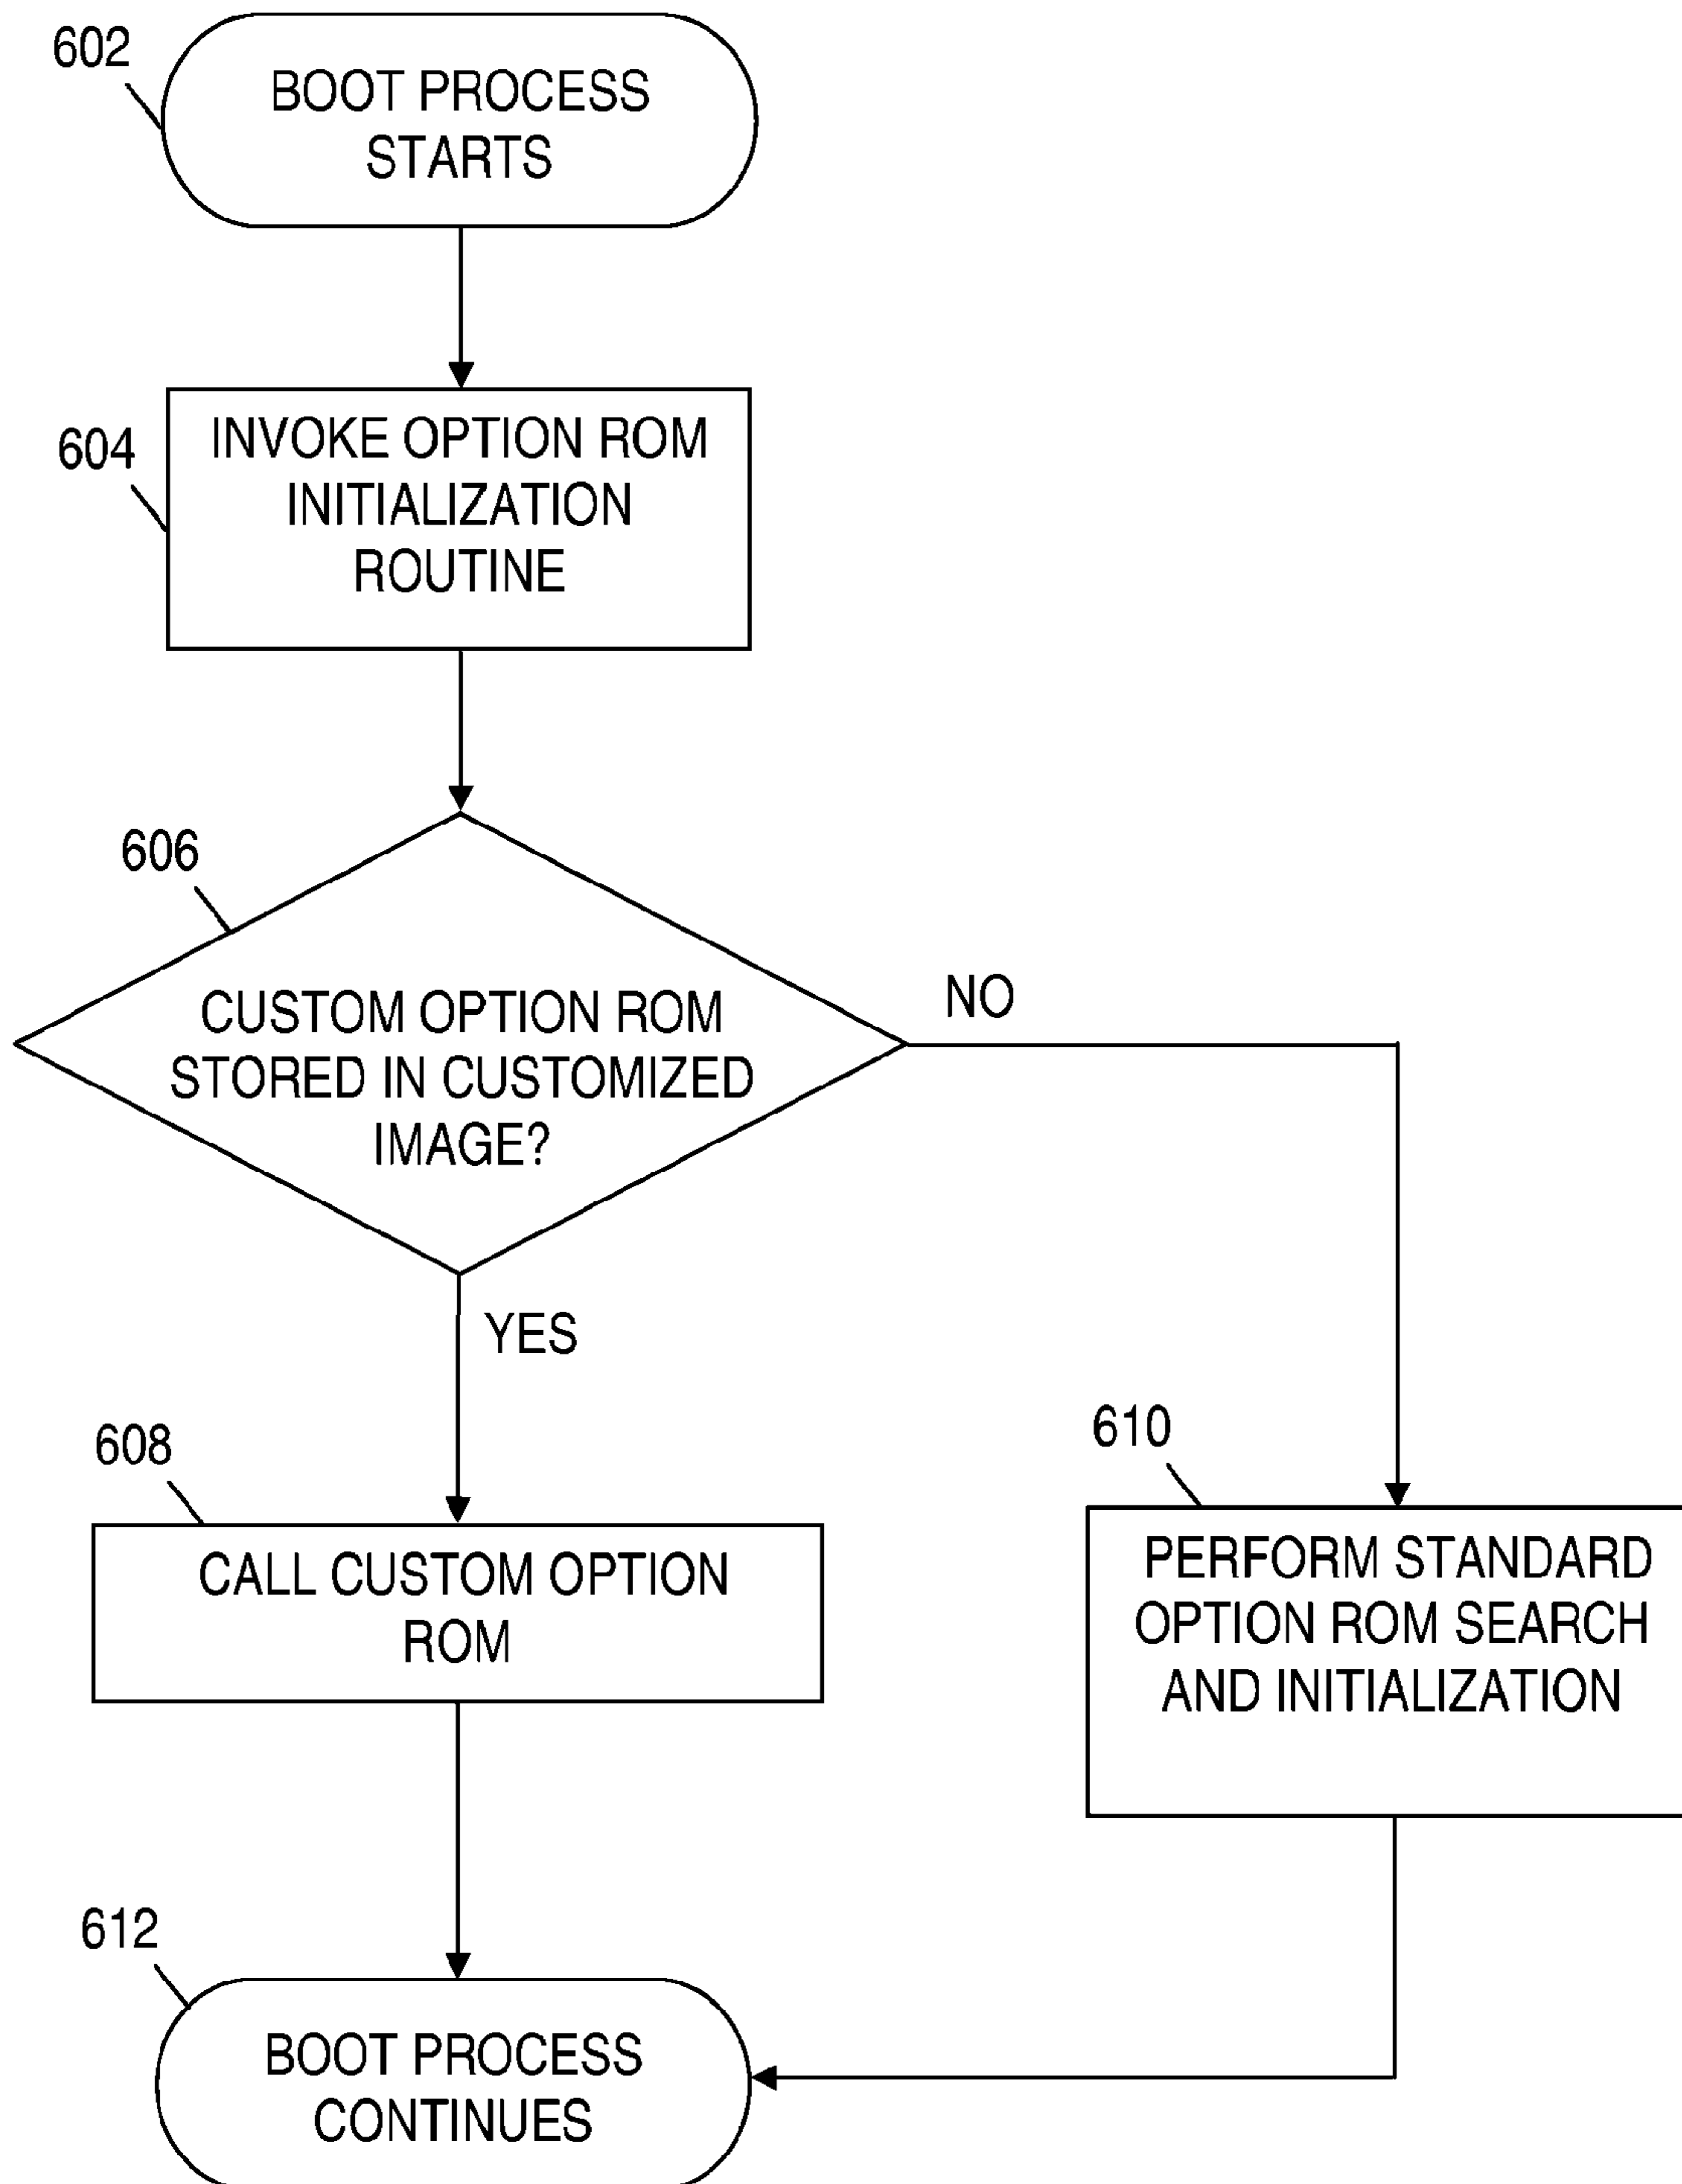 602
BOOT PROCESS
STARTS
604
INVOKE OPTION ROM
INITIALIZATION
ROUTINE
606
CUSTOM OPTION ROM
STORED IN CUSTOMIZED
IMAGE?
NO
YES
608
CALL CUSTOM OPTION
ROM
610
PERFORM STANDARD
OPTION ROM SEARCH
AND INITIALIZATION
612
BOOT PROCESS
CONTINUES